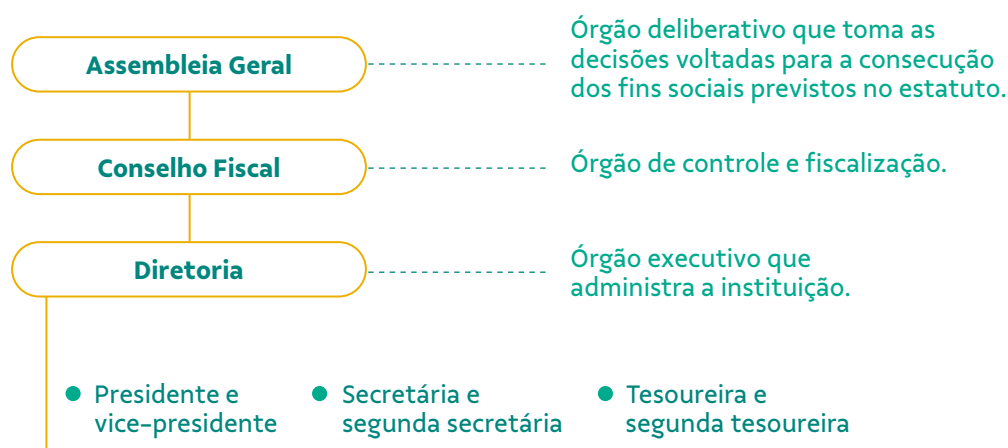 Assembleia Geral
Órgão deliberativo que toma as
decisões voltadas para a consecução
dos fins sociais previstos no estatuto.
Conselho Fiscal
Órgão de controle e fiscalização.
Diretoria
Órgão executivo que
administra a instituição.
Presidente e
vice-presidente
Secretária e
segunda secretária
Tesoureira e
segunda tesoureira